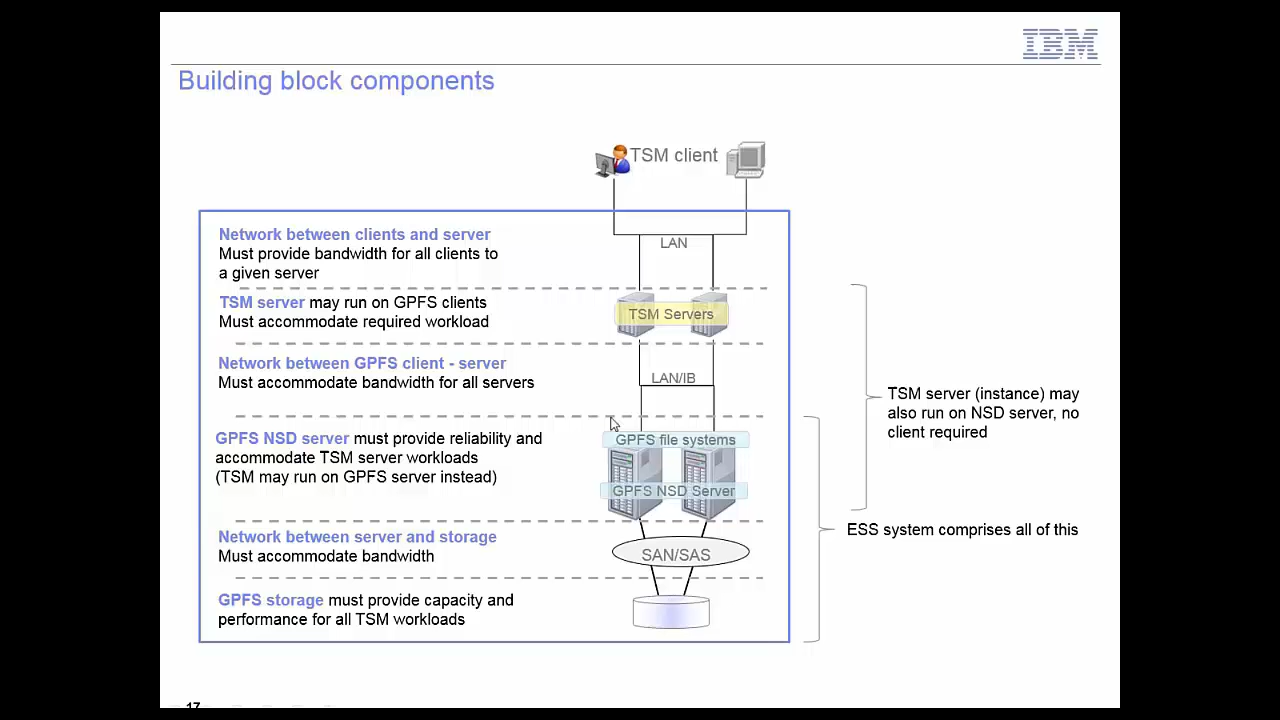 IBM
Building block components
TSM client
Network between clients and server
Must provide bandwidth for all clients to
a given server
LAN
TSM server may run on GPFS clients
Must accommodate required workload
TSM Servers
Network between GPFS client - server
Must accommodate bandwidth for all servers
LAN/IB
TSM server (instance) may
also run on NSD server, no
client required
GPFS NSD server must provide reliability and
accommodate TSM server workloads
(TSM may run on GPFS server instead)
GPFS file systems
GPFS NSD Server
ESS system comprises all of this
Network between server and storage
Must accommodate bandwidth
SAN/SAS
GPFS storage must provide capacity and
performance for all TSM workloads
17